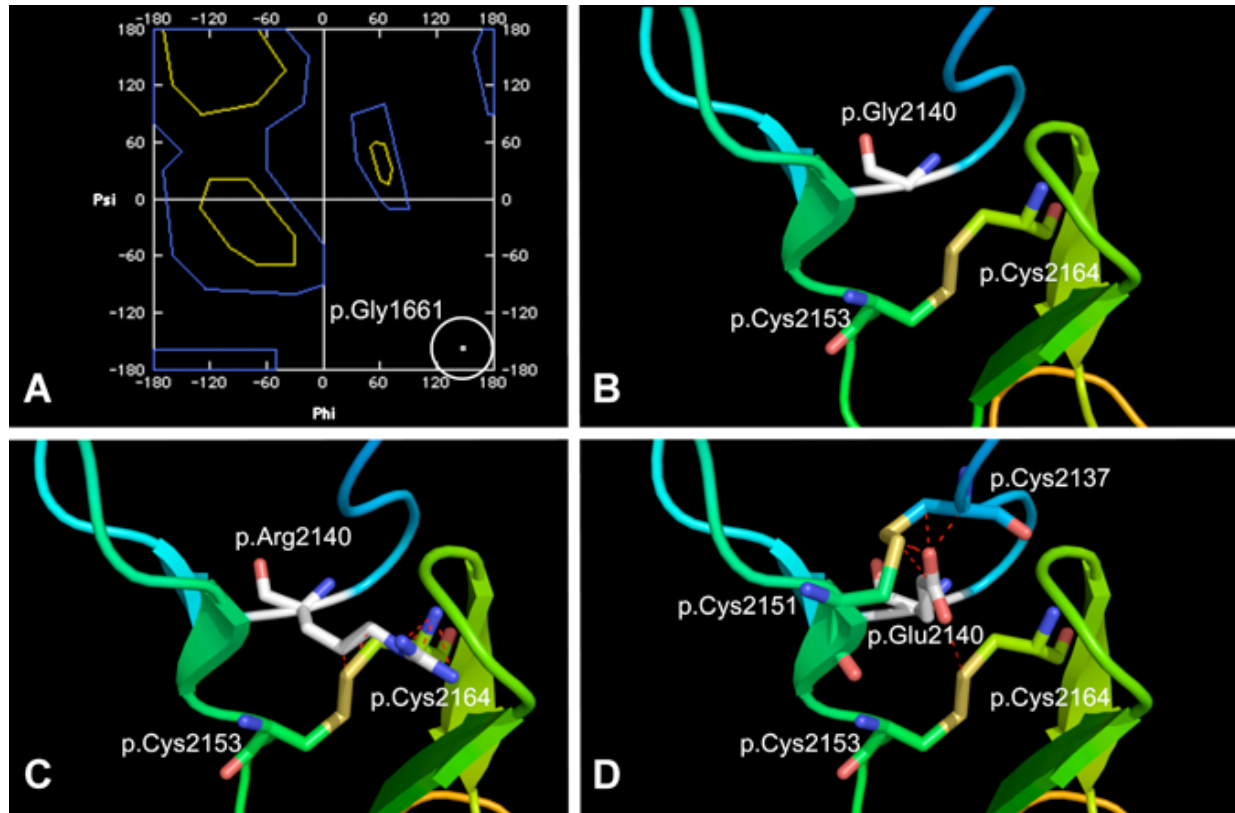 -180 -120 -60 0 60 120 180
180 180
120 120
60 60
Psi 0 0
-60 -60
-120 -120
p.Gly1661
-180 -180
-180 -120 -60 0 60 120 180
Phi
A
p.Gly2140
p.Cys2164
p.Cys2153
B
p.Arg2140
p.Cys2164
p.Cys2153
C
p.Cys2137
p.Cys2151
p.Glu2140
p.Cys2164
p.Cys2153
D